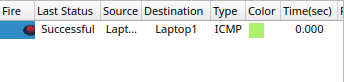 Fire Last Status Source Destination Type Color Time(sec)
Successful Lapt... Laptop1 ICMP 0.000